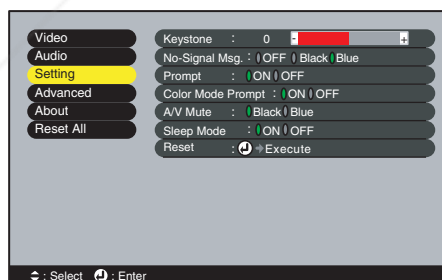 Video
Audio
Setting
Advanced
About
Reset All
Keystone : 0 - +
No-Signal Msg. : OFF Black Blue
Prompt : ON OFF
Color Mode Prompt : ON OFF
A/V Mute : Black Blue
Sleep Mode : ON OFF
Reset : Execute
: Select : Enter